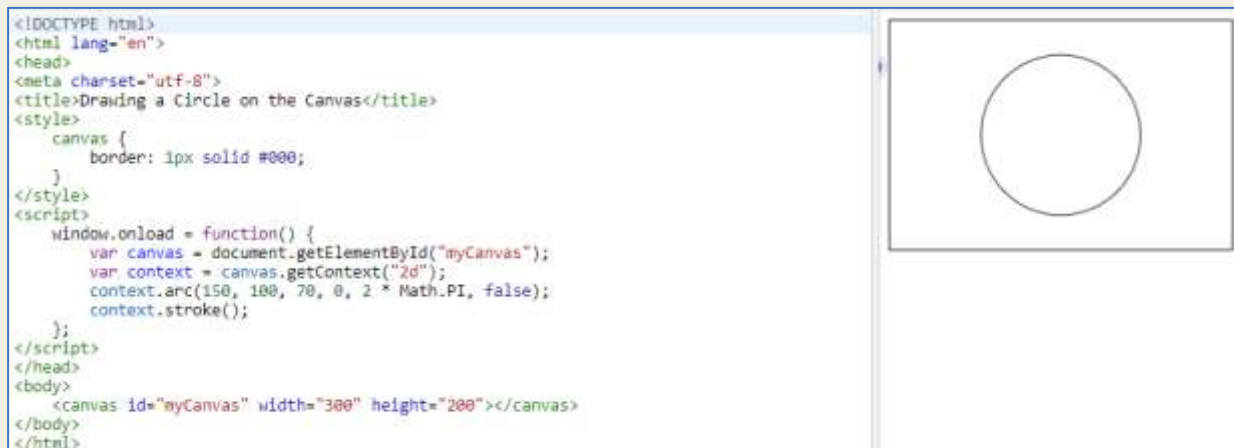 <!DOCTYPE html>
<html lang="en">
<head>
<meta charset="utf-8">
<title>Drawing a Circle on the Canvas</title>
<style>
    canvas {
        border: 1px solid #000;
    }
</style>
<script>
    window.onload = function() {
        var canvas = document.getElementById("myCanvas");
        var context = canvas.getContext("2d");
        context.arc(150, 100, 70, 0, 2 * Math.PI, false);
        context.stroke();
    };
</script>
</head>
<body>
    <canvas id="myCanvas" width="300" height="200"></canvas>
</body>
</html>